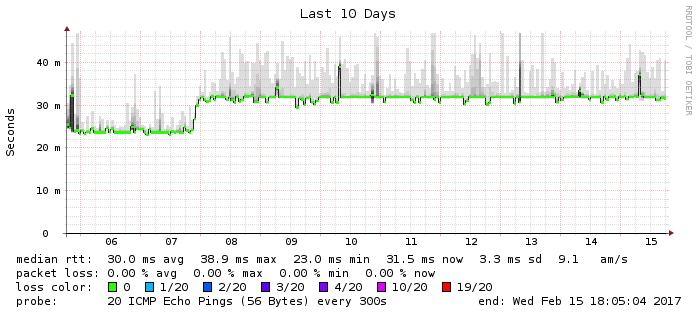 Last 10 Days
RRDTOOL / TOBI OETIKER
Seconds
40 m
30 m
20 m
10 m
0
06 07 08 09 10 11 12 13 14 15
median rtt: 30.0 ms avg 38.9 ms max 23.0 ms min 31.5 ms now 3.3 ms sd 9.1 am/s
packet loss: 0.00 % avg 0.00 % max 0.00 % min 0.00 % now
loss color: 0 1/20 2/20 3/20 4/20 10/20 19/20
probe: 20 ICMP Echo Pings (56 Bytes) every 300s end: Wed Feb 15 18:05:04 2017